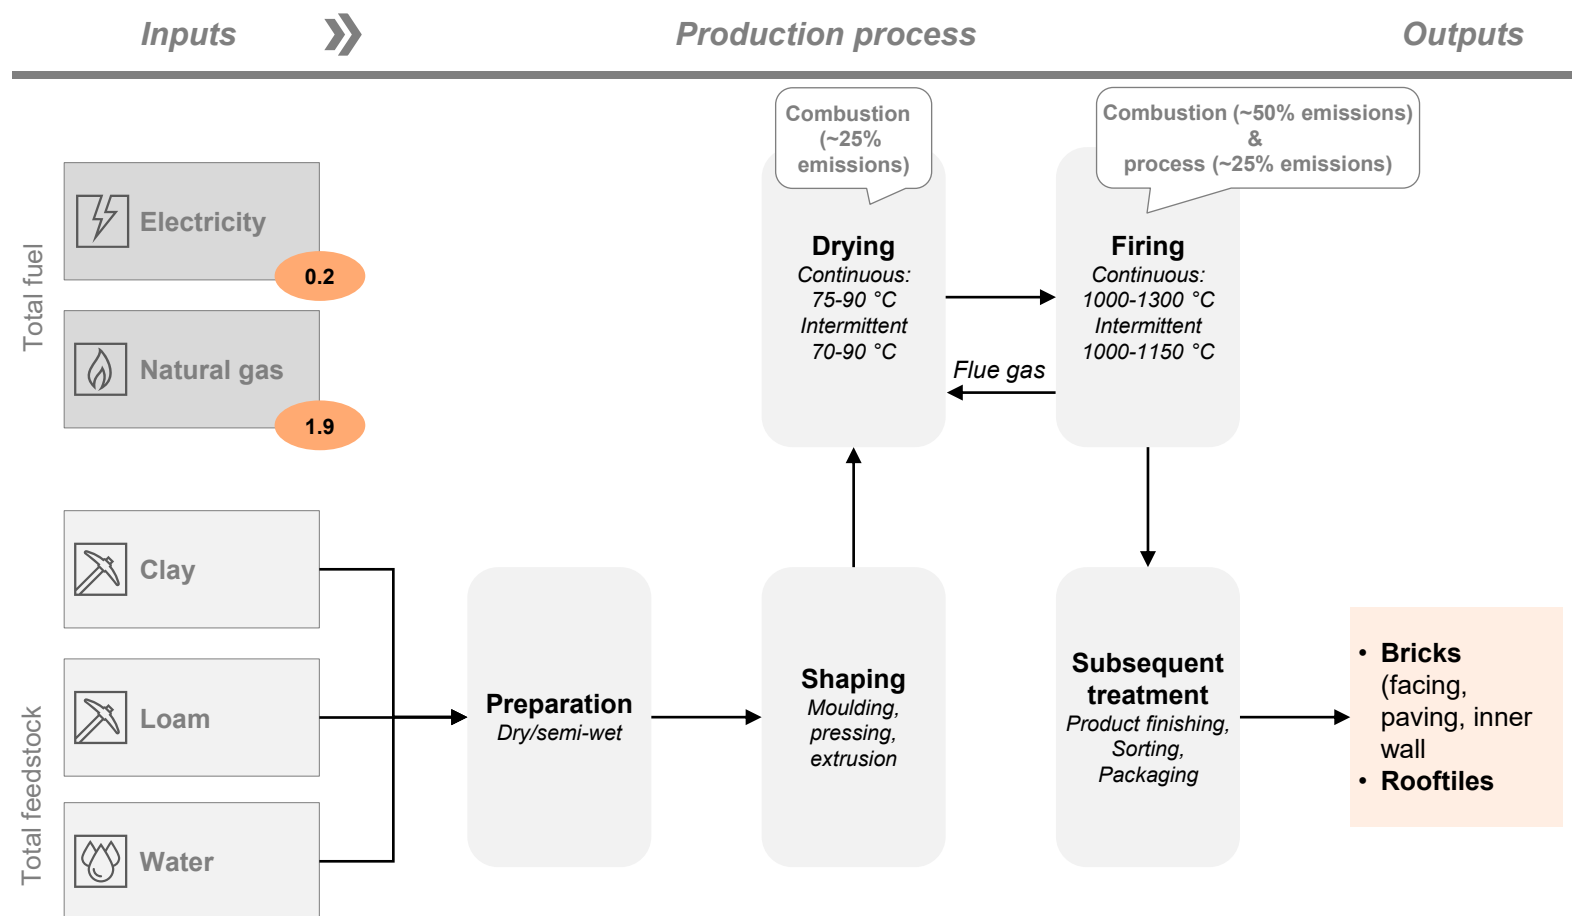 Inputs
Production process
Outputs
Total fuel
Electricity
0.2
Natural gas
1.9
Total feedstock
Clay
Loam
Water
Preparation
Dry/semi-wet
Shaping
Moulding,
pressing,
extrusion
Combustion
(~25%
emissions)
Drying
Continuous:
75-90 °C
Intermittent
70-90 °C
Flue gas
Combustion (~50% emissions)
&
process (~25% emissions)
Firing
Continuous:
1000-1300 °C
Intermittent
1000-1150 °C
Subsequent
treatment
Product finishing,
Sorting,
Packaging
• Bricks
(facing,
paving, inner
wall
• Rooftiles